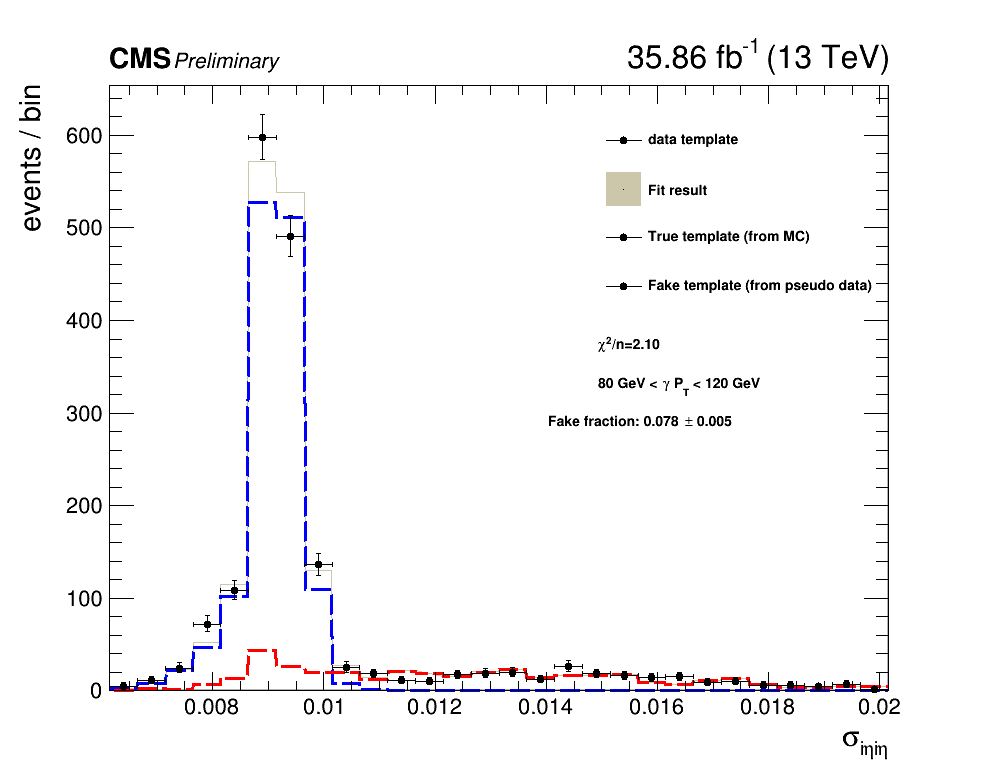 CMS Preliminary 35.86 fb⁻¹ (13 TeV)
events / bin
600
500
400
300
200
100
0
data template
Fit result
True template (from MC)
Fake template (from pseudo data)
χ²/n=2.10
80 GeV < γ P_T < 120 GeV
Fake fraction: 0.078 ± 0.005
0.008 0.01 0.012 0.014 0.016 0.018 0.02
σ_iηiη